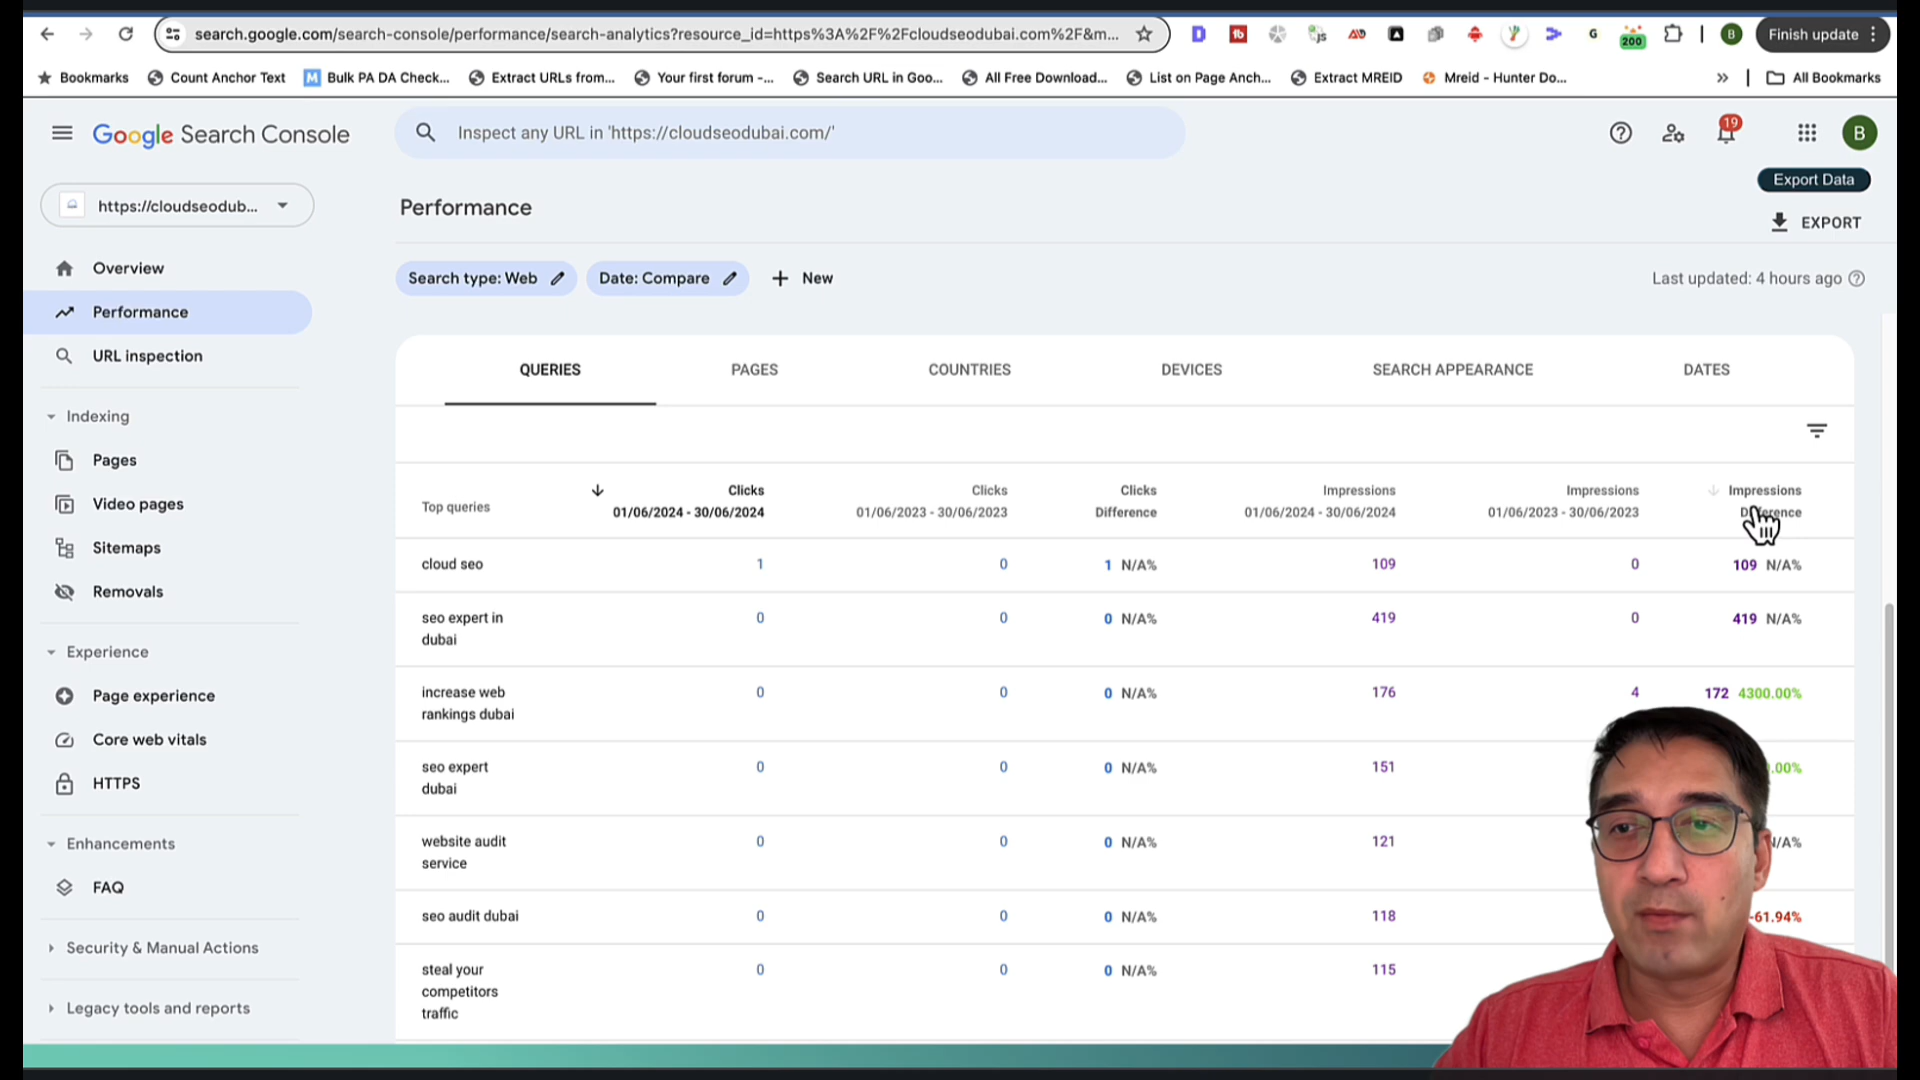 search.google.com/search-console/performance/search-analytics?resource_id=https%3A%2F%2Fcloudseodubai.com%2F&m...
200
B
Finish update
Bookmarks
Count Anchor Text
Bulk PA DA Check...
Extract URLs from...
Your first forum -...
Search URL in Goo...
All Free Download...
List on Page Anch...
Extract MREID
Mreid - Hunter Do...
All Bookmarks
Google Search Console
Inspect any URL in 'https://cloudseodubai.com/'
19
B
Export Data
https://cloudseodub...
Performance
EXPORT
Search type: Web
Date: Compare
New
Last updated: 4 hours ago
Overview
Performance
URL inspection
Indexing
Pages
Video pages
Sitemaps
Removals
Experience
Page experience
Core web vitals
HTTPS
Enhancements
FAQ
Security & Manual Actions
Legacy tools and reports
QUERIES PAGES COUNTRIES DEVICES SEARCH APPEARANCE DATES
Top queries
Clicks
01/06/2024 - 30/06/2024
Clicks
01/06/2023 - 30/06/2023
Clicks
Difference
Impressions
01/06/2024 - 30/06/2024
Impressions
01/06/2023 - 30/06/2023
Impressions
Difference
cloud seo 1 0 1 N/A% 109 0 109 N/A%
seo expert in
dubai
0 0 0 N/A% 419 0 419 N/A%
increase web
rankings dubai
0 0 0 N/A% 176 4 172 4300.00%
seo expert
dubai
0 0 0 N/A% 151 .00%
website audit
service
0 0 0 N/A% 121 /A%
seo audit dubai 0 0 0 N/A% 118 -61.94%
steal your
competitors
traffic
0 0 0 N/A% 115